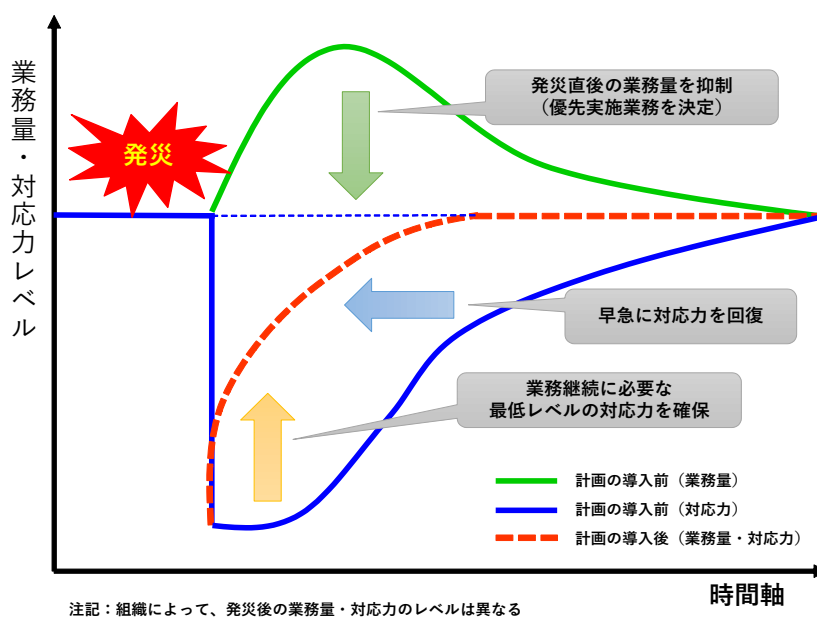 業務量・対応力レベル
発災
発災直後の業務量を抑制
（優先実施業務を決定）
早急に対応力を回復
業務継続に必要な
最低レベルの対応力を確保
計画の導入前（業務量）
計画の導入前（対応力）
計画の導入後（業務量・対応力）
時間軸
注記：組織によって、発災後の業務量・対応力のレベルは異なる